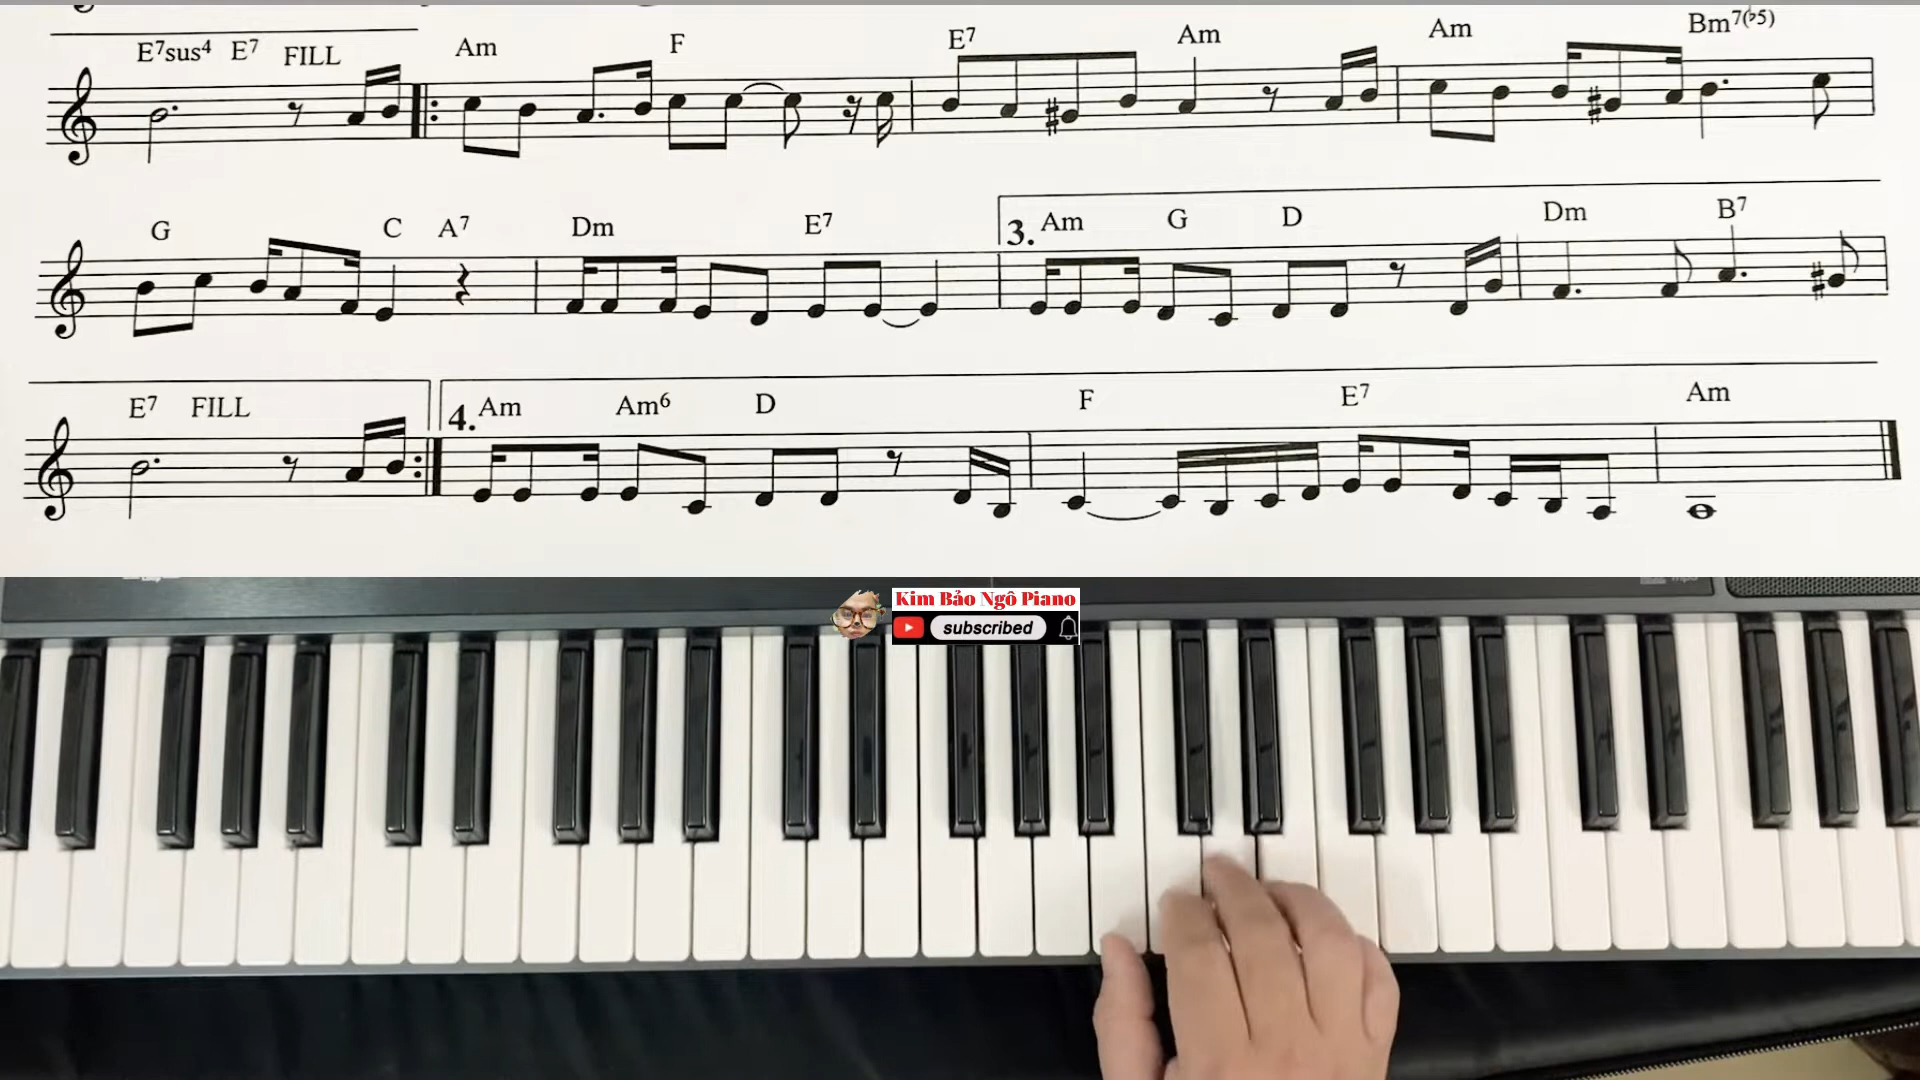 E7sus4 E7 FILL Am F E7 Am Am Bm7(♭5)
G C A7 Dm E7 3. Am G D Dm B7
E7 FILL 4. Am Am6 D F E7 Am
Kim Bảo Ngô Piano
subscribed